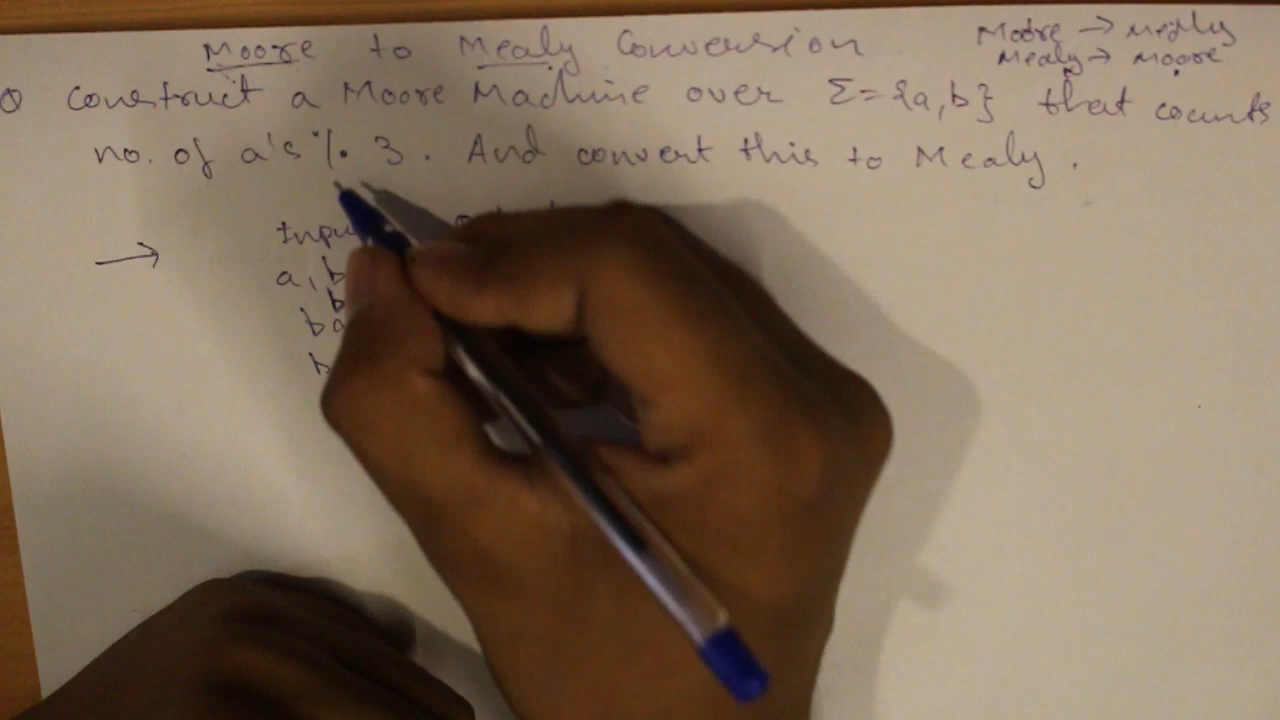 Moore to Mealy Conversion
Moore → Mealy
Mealy → Moore
Q Construct a Moore Machine over Σ={a,b} that counts
no. of a's % 3. And convert this to Mealy.
→
a, b
b
ba
b